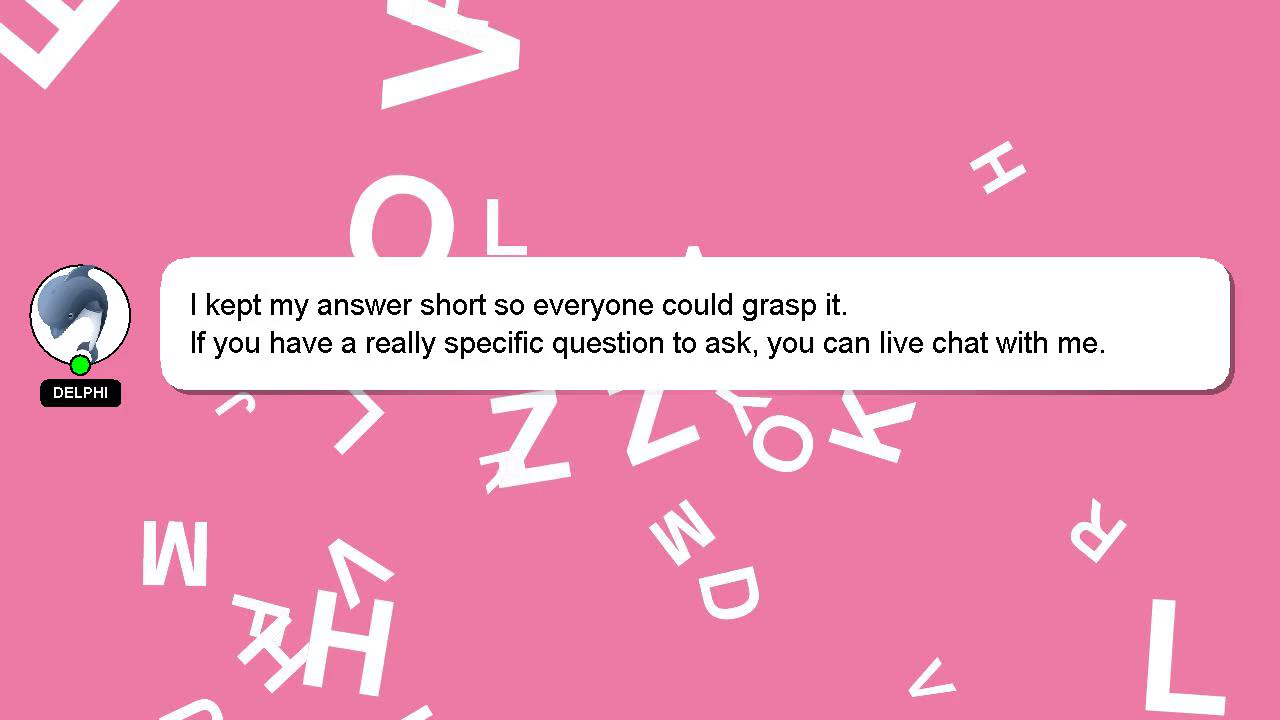 I kept my answer short so everyone could grasp it.
If you have a really specific question to ask, you can live chat with me.
DELPHI